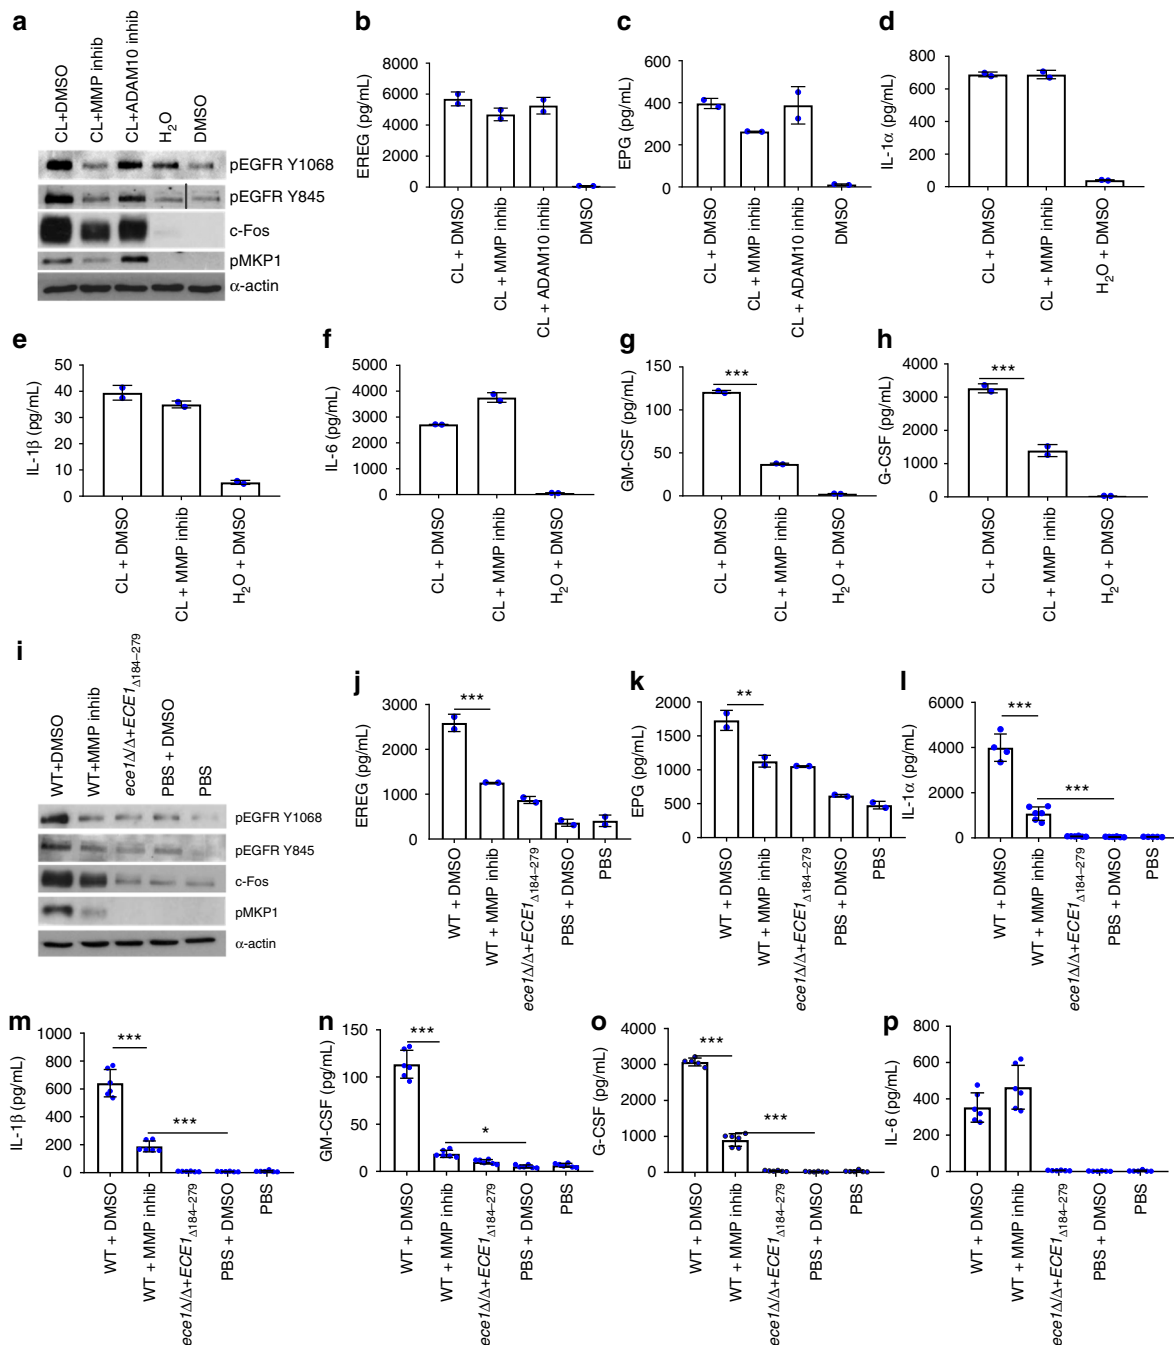 a
CL+DMSO
CL+MMP inhib
CL+ADAM10 inhib
H₂O
DMSO
pEGFR Y1068
pEGFR Y845
c-Fos
pMKP1
α-actin
b
EREG (pg/mL)
8000
6000
4000
2000
0
CL + DMSO
CL + MMP inhib
CL + ADAM10 inhib
DMSO
c
EPG (pg/mL)
600
400
200
0
CL + DMSO
CL + MMP inhib
CL + ADAM10 inhib
DMSO
d
IL-1α (pg/mL)
800
600
400
200
0
CL + DMSO
CL + MMP inhib
H₂O + DMSO
e
IL-1β (pg/mL)
50
40
30
20
10
0
CL + DMSO
CL + MMP inhib
H₂O + DMSO
f
IL-6 (pg/mL)
5000
4000
3000
2000
1000
0
CL + DMSO
CL + MMP inhib
H₂O + DMSO
g
GM-CSF (pg/mL)
150
100
50
0
***
CL + DMSO
CL + MMP inhib
H₂O + DMSO
h
G-CSF (pg/mL)
4000
3000
2000
1000
0
***
CL + DMSO
CL + MMP inhib
H₂O + DMSO
i
WT+DMSO
WT+MMP inhib
ece1Δ/Δ+ECE1Δ184–279
PBS + DMSO
PBS
pEGFR Y1068
pEGFR Y845
c-Fos
pMKP1
α-actin
j
EREG (pg/mL)
3000
2000
1000
0
***
WT + DMSO
WT + MMP inhib
ece1Δ/Δ+ECE1Δ184–279
PBS + DMSO
PBS
k
EPG (pg/mL)
2000
1500
1000
500
0
**
WT + DMSO
WT + MMP inhib
ece1Δ/Δ+ECE1Δ184–279
PBS + DMSO
PBS
l
IL-1α (pg/mL)
6000
4000
2000
0
***
***
WT + DMSO
WT + MMP inhib
ece1Δ/Δ+ECE1Δ184–279
PBS + DMSO
PBS
m
IL-1β (pg/mL)
1000
800
600
400
200
0
***
***
WT + DMSO
WT + MMP inhib
ece1Δ/Δ+ECE1Δ184–279
PBS + DMSO
PBS
n
GM-CSF (pg/mL)
150
100
50
0
***
*
WT + DMSO
WT + MMP inhib
ece1Δ/Δ+ECE1Δ184–279
PBS + DMSO
PBS
o
G-CSF (pg/mL)
4000
3000
2000
1000
0
***
***
WT + DMSO
WT + MMP inhib
ece1Δ/Δ+ECE1Δ184–279
PBS + DMSO
PBS
p
IL-6 (pg/mL)
800
600
400
200
0
WT + DMSO
WT + MMP inhib
ece1Δ/Δ+ECE1Δ184–279
PBS + DMSO
PBS